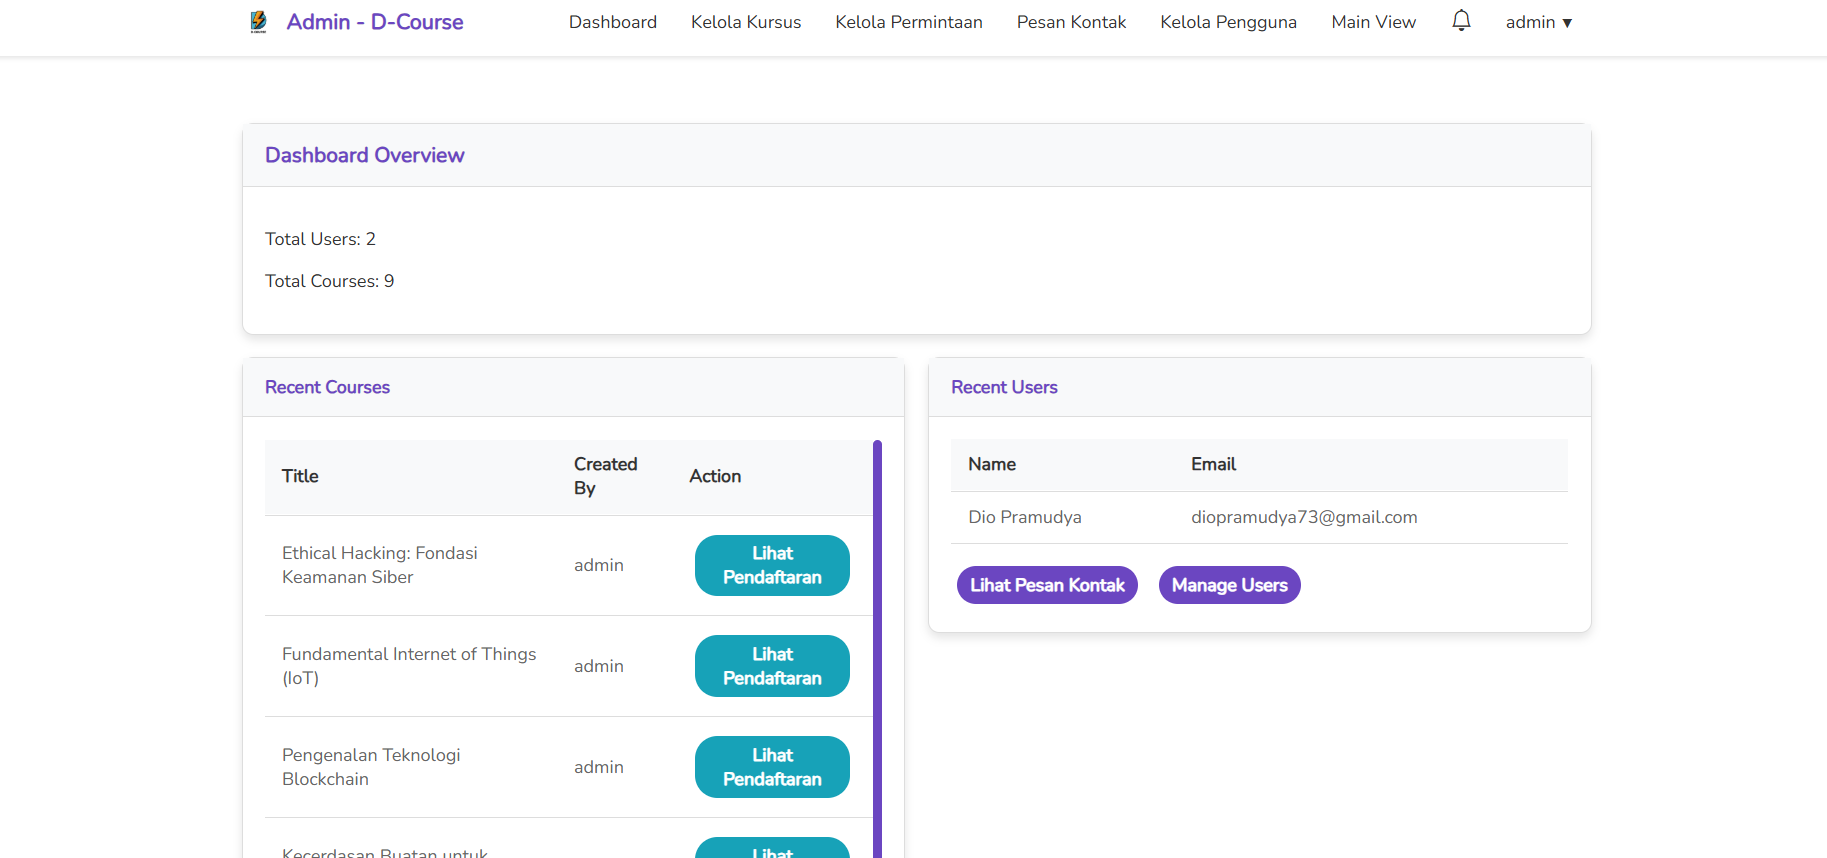 Admin - D-Course
Dashboard
Kelola Kursus
Kelola Permintaan
Pesan Kontak
Kelola Pengguna
Main View
admin ▼
Dashboard Overview
Total Users: 2
Total Courses: 9
Recent Courses
Title
Created
By
Action
Ethical Hacking: Fondasi
Keamanan Siber
admin
Lihat
Pendaftaran
Fundamental Internet of Things
(IoT)
admin
Lihat
Pendaftaran
Pengenalan Teknologi
Blockchain
admin
Lihat
Pendaftaran
Kecerdasan Buatan untuk
Lihat
Recent Users
Name
Email
Dio Pramudya
diopramudya73@gmail.com
Lihat Pesan Kontak
Manage Users